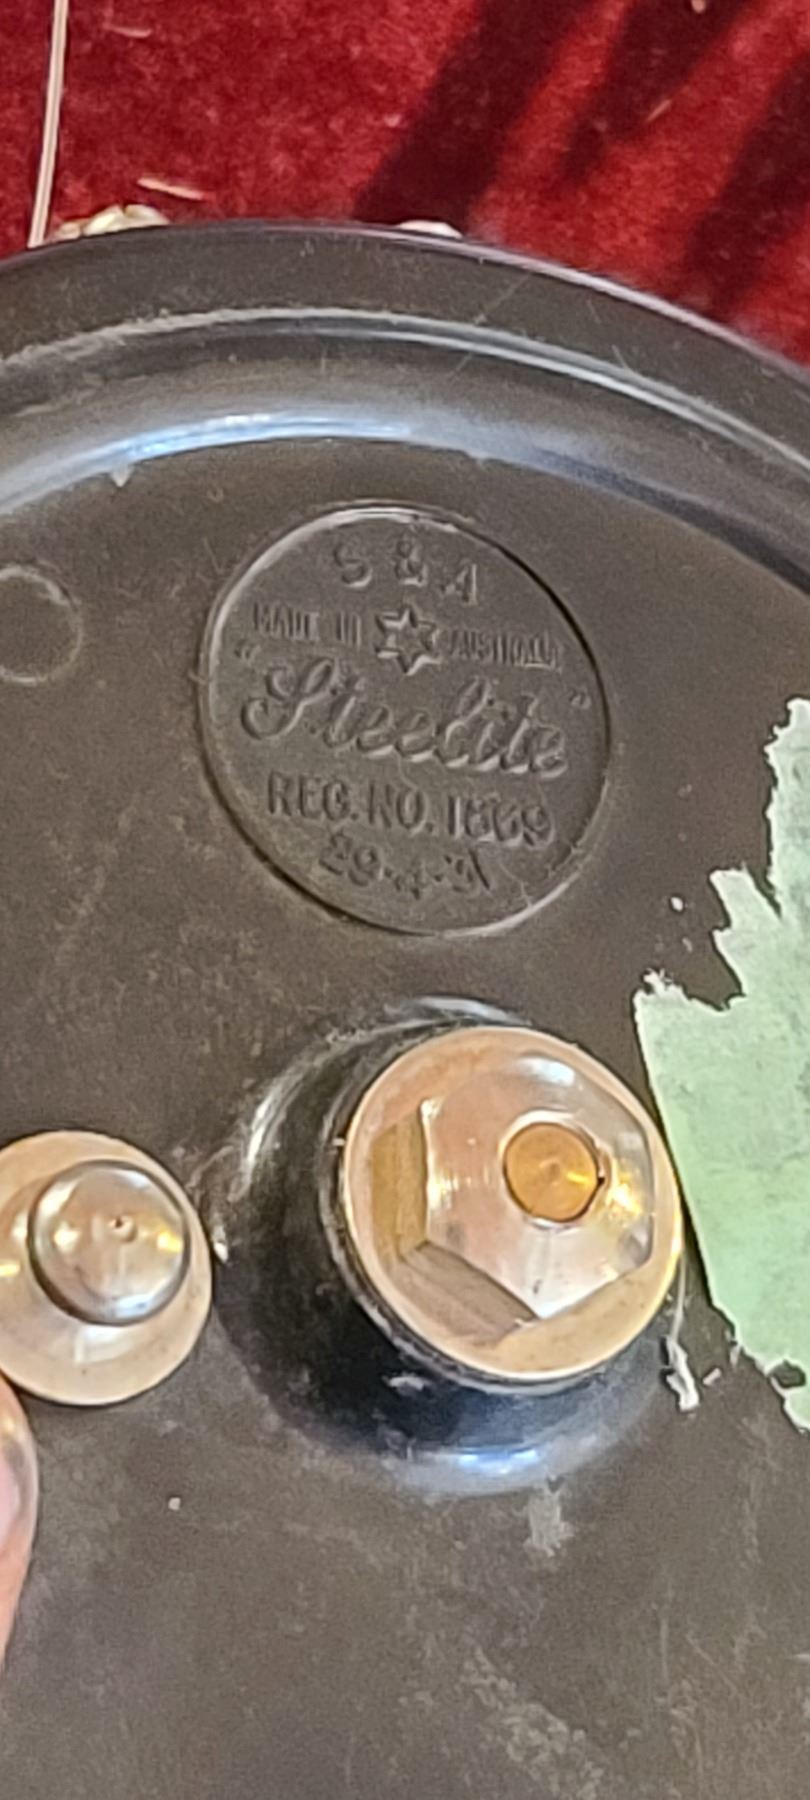 S & A
MADE IN AUSTRALIA
"Steelite"
REG. NO. 1869
29-4-31